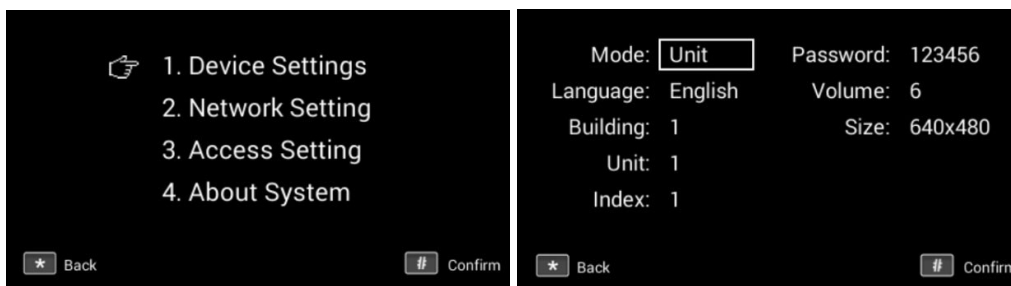 1. Device Settings
2. Network Setting
3. Access Setting
4. About System
* Back
# Confirm
Mode: Unit Password: 123456
Language: English Volume: 6
Building: 1 Size: 640x480
Unit: 1
Index: 1
* Back
# Confirm